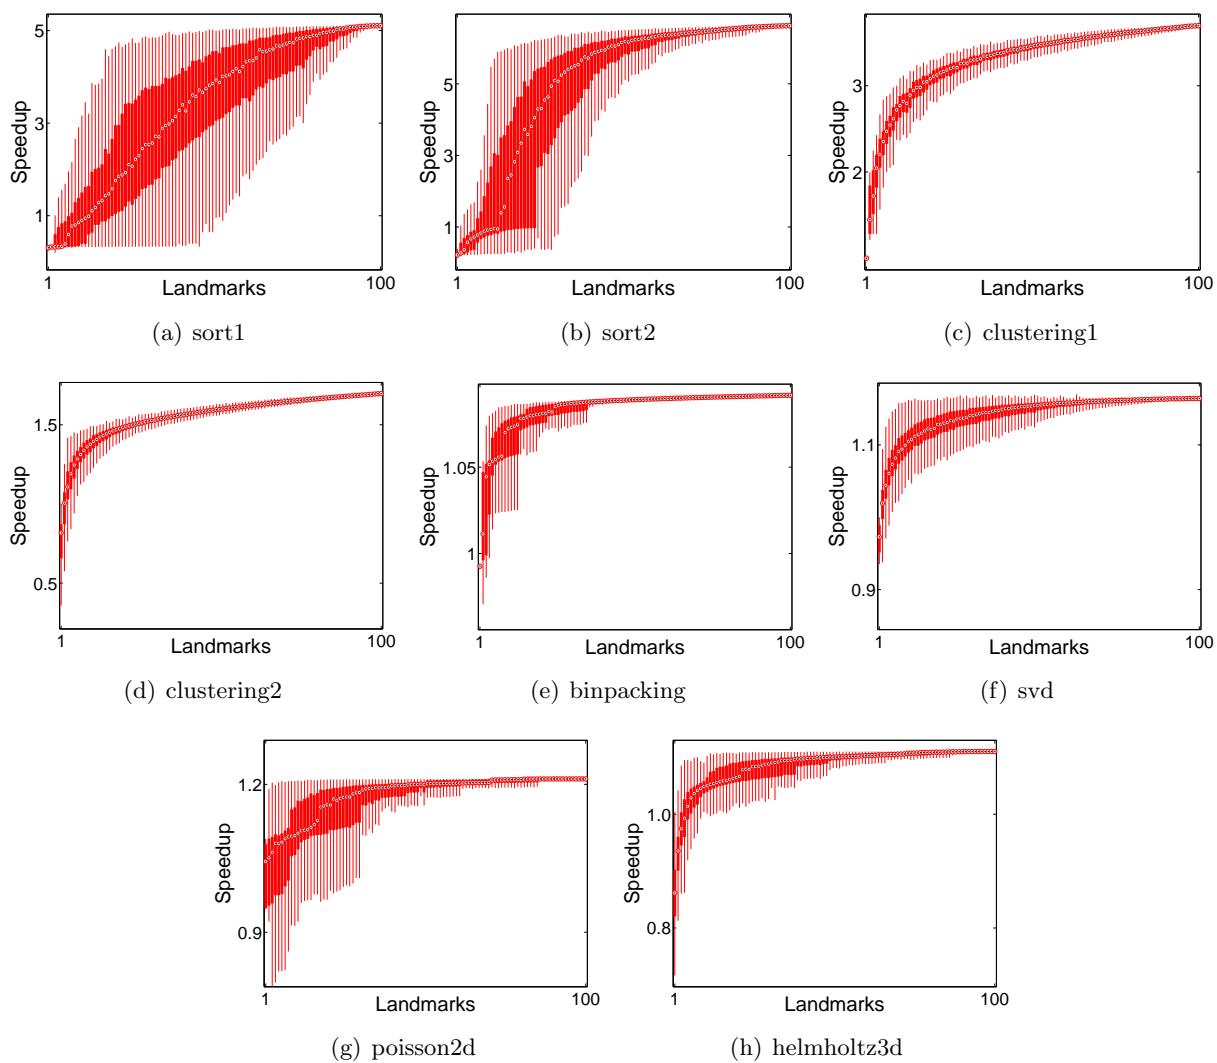 5
3
1
Speedup
1
100
Landmarks
(a) sort1
5
3
1
Speedup
1
100
Landmarks
(b) sort2
3
2
Speedup
1
100
Landmarks
(c) clustering1
1.5
0.5
Speedup
1
100
Landmarks
(d) clustering2
1.05
1
Speedup
1
100
Landmarks
(e) binpacking
1.1
0.9
Speedup
1
100
Landmarks
(f) svd
1.2
0.9
Speedup
1
100
Landmarks
(g) poisson2d
1.0
0.8
Speedup
1
100
Landmarks
(h) helmholtz3d